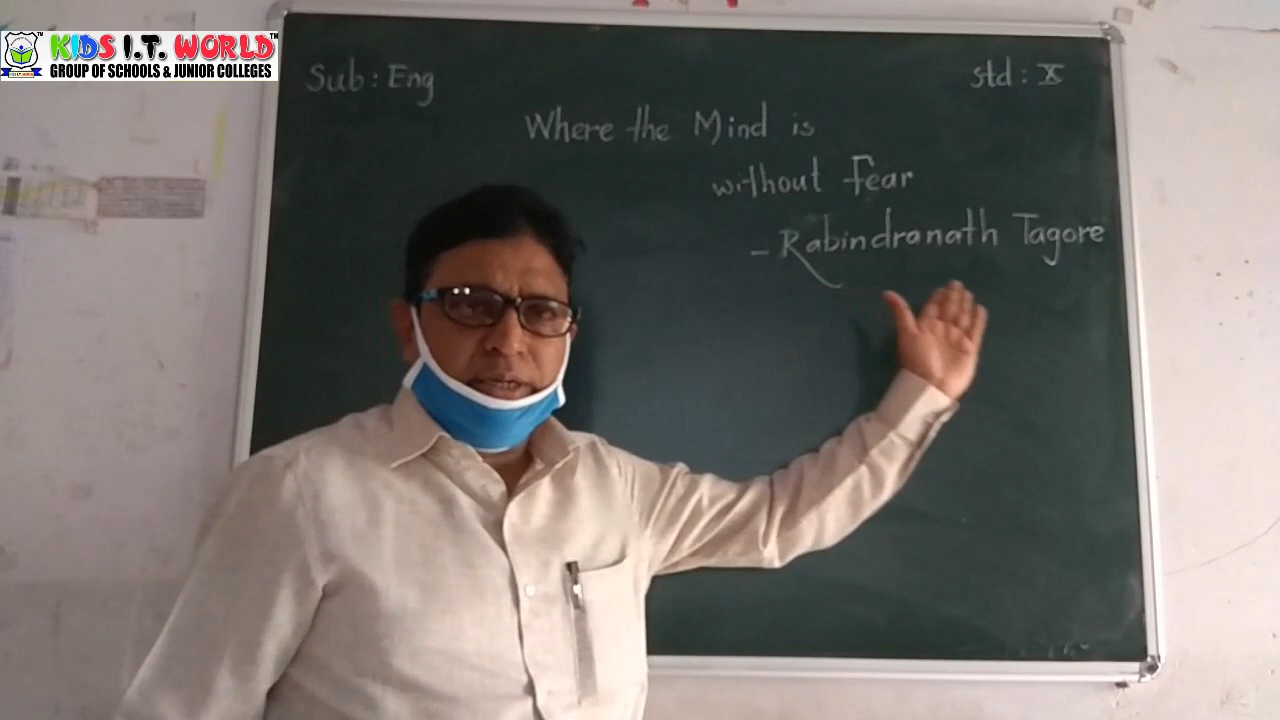 KIDS I.T. WORLD
GROUP OF SCHOOLS & JUNIOR COLLEGES
Sub : Eng
Std : X
Where the Mind is
without Fear
- Rabindranath Tagore